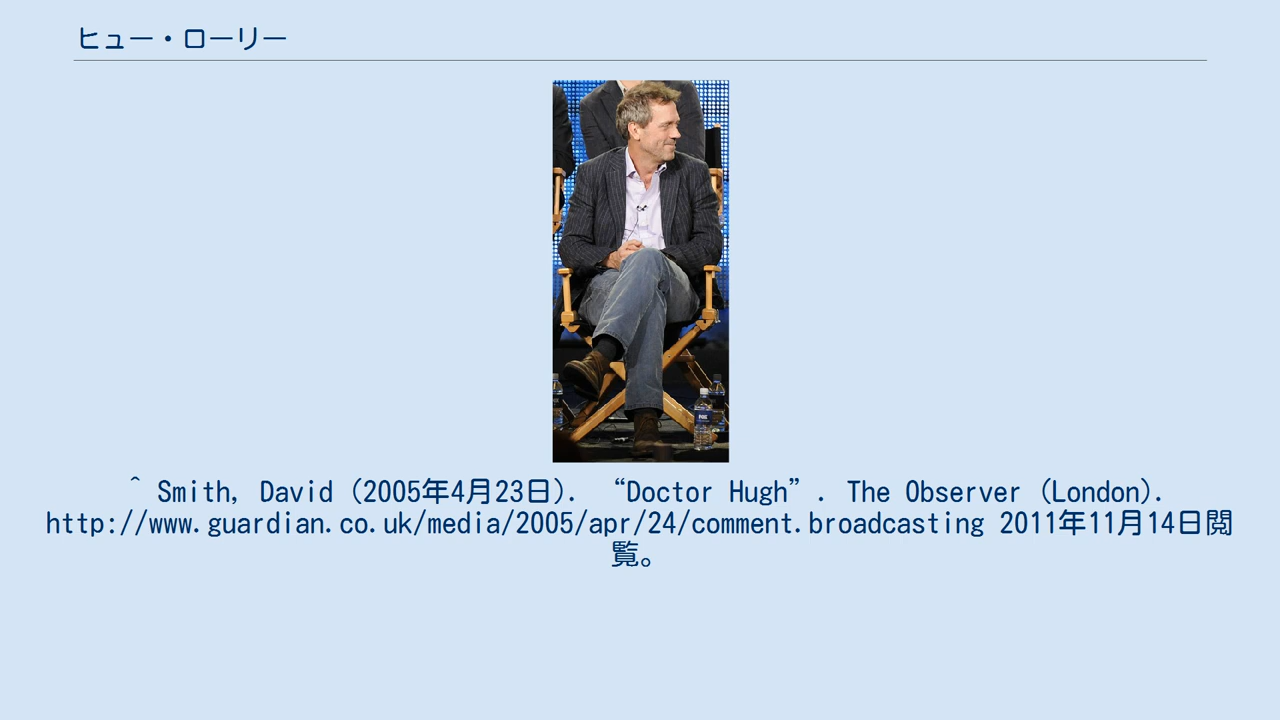 ヒュー・ローリー
^ Smith, David (2005年4月23日). “Doctor Hugh”. The Observer (London).
http://www.guardian.co.uk/media/2005/apr/24/comment.broadcasting 2011年11月14日閲
覧。